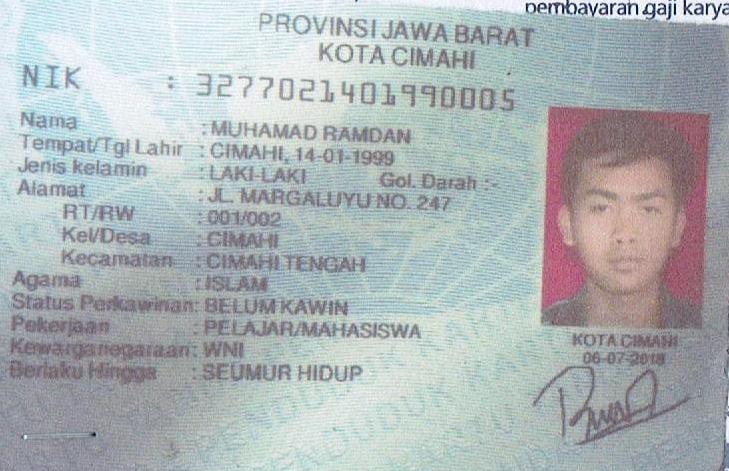 pembayaran gaji karya
PROVINSI JAWA BARAT
KOTA CIMAHI
NIK : 3277021401990005
Nama : MUHAMAD RAMDAN
Tempat/Tgl Lahir : CIMAHI, 14-01-1999
Jenis kelamin : LAKI-LAKI Gol. Darah :-
Alamat : JL. MARGALUYU NO. 247
RT/RW : 001/002
Kel/Desa : CIMAHI
Kecamatan : CIMAHI TENGAH
Agama : ISLAM
Status Perkawinan: BELUM KAWIN
Pekerjaan : PELAJAR/MAHASISWA
Kewarganegaraan: WNI
Berlaku Hingga : SEUMUR HIDUP
KOTA CIMAHI
06-07-2018